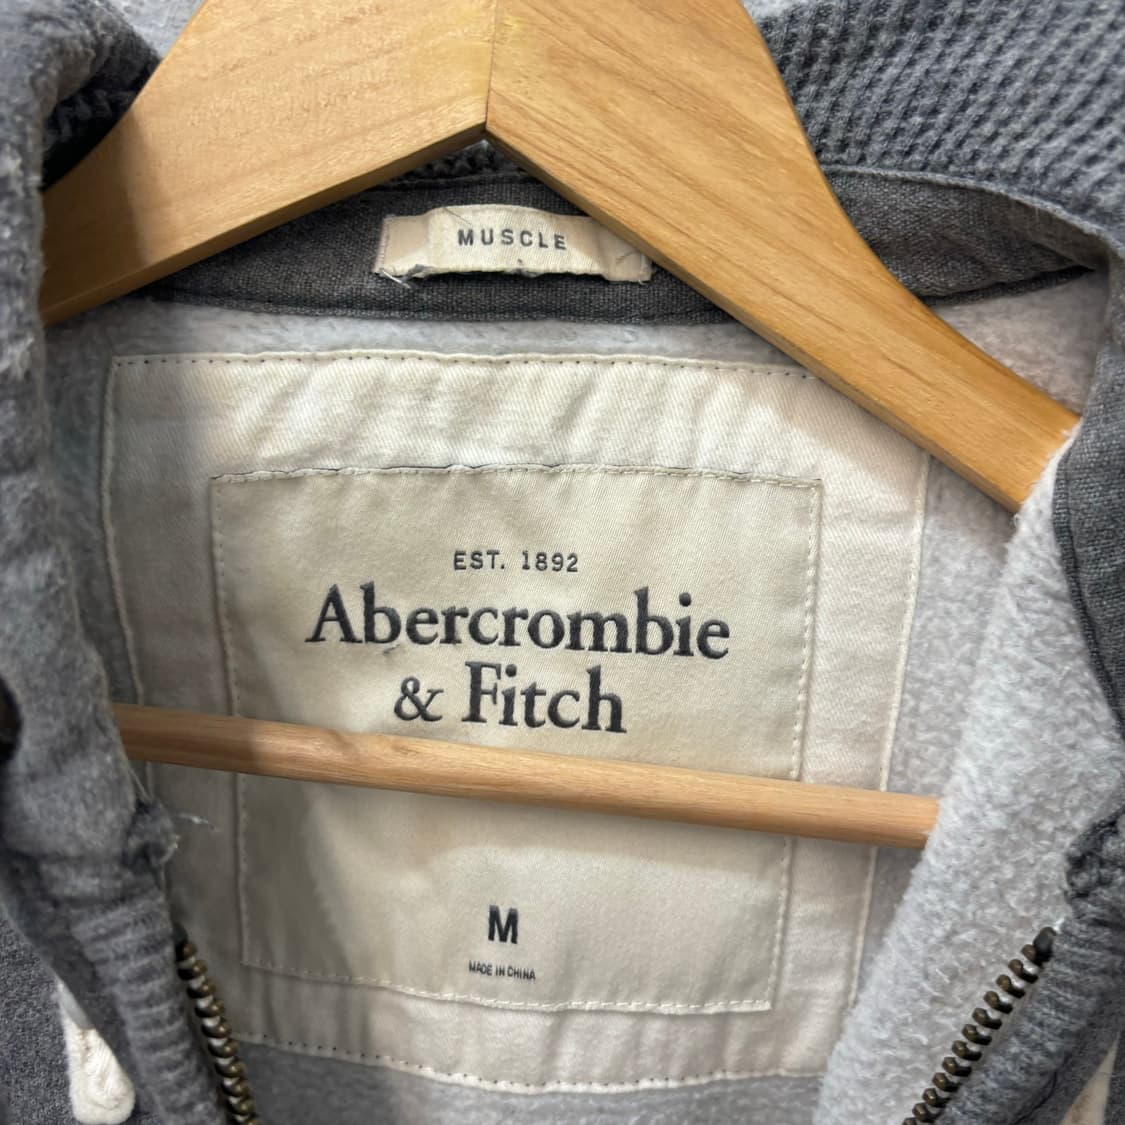 MUSCLE
EST. 1892
Abercrombie
& Fitch
M
MADE IN CHINA